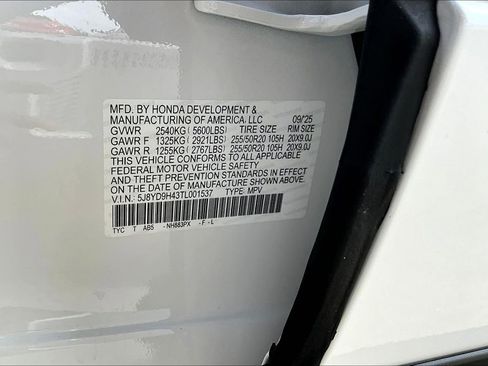 MFD. BY HONDA DEVELOPMENT &
MANUFACTURING OF AMERICA, LLC 09/'25
GVWR 2540KG(5600LBS) TIRE SIZE RIM SIZE
GAWR F 1325KG(2921LBS) 255/50R20 105H 20X9.0J
GAWR R 1255KG(2767LBS) 255/50R20 105H 20X9.0J
THIS VEHICLE CONFORMS TO ALL APPLICABLE
FEDERAL MOTOR VEHICLE SAFETY
AND THEFT PREVENTION STANDARDS IN EFFECT
ON THE DATE OF MANUFACTURE SHOWN ABOVE.
V.I.N.: 5J8YD9H43TL001537 TYPE: MPV
TYC T AB5 - NH883PX - F - L